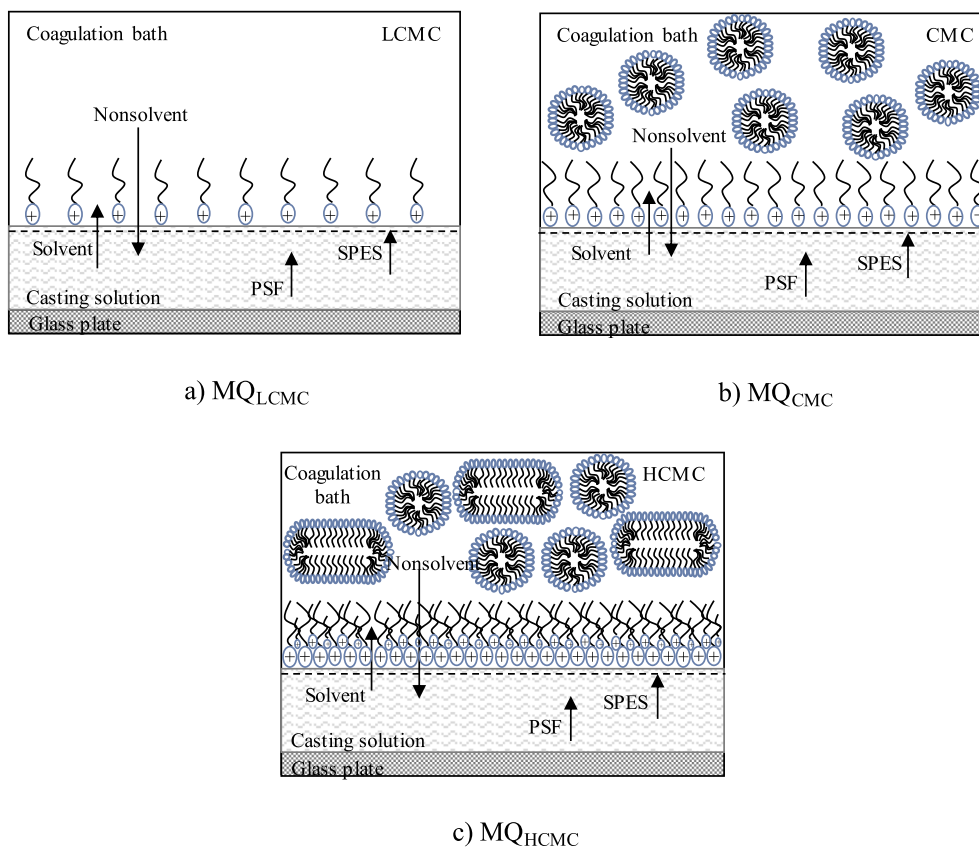 Coagulation bath LCMC
Nonsolvent
+ + + + + + + + + +
Solvent
SPES
PSF
Casting solution
Glass plate
a) MQLCMC
Coagulation bath CMC
Nonsolvent
+ + + + + + + + + + + + + + + + + +
Solvent
SPES
PSF
Casting solution
Glass plate
b) MQCMC
Coagulation
bath
HCMC
Nonsolvent
Solvent
SPES
PSF
Casting solution
Glass plate
c) MQHCMC